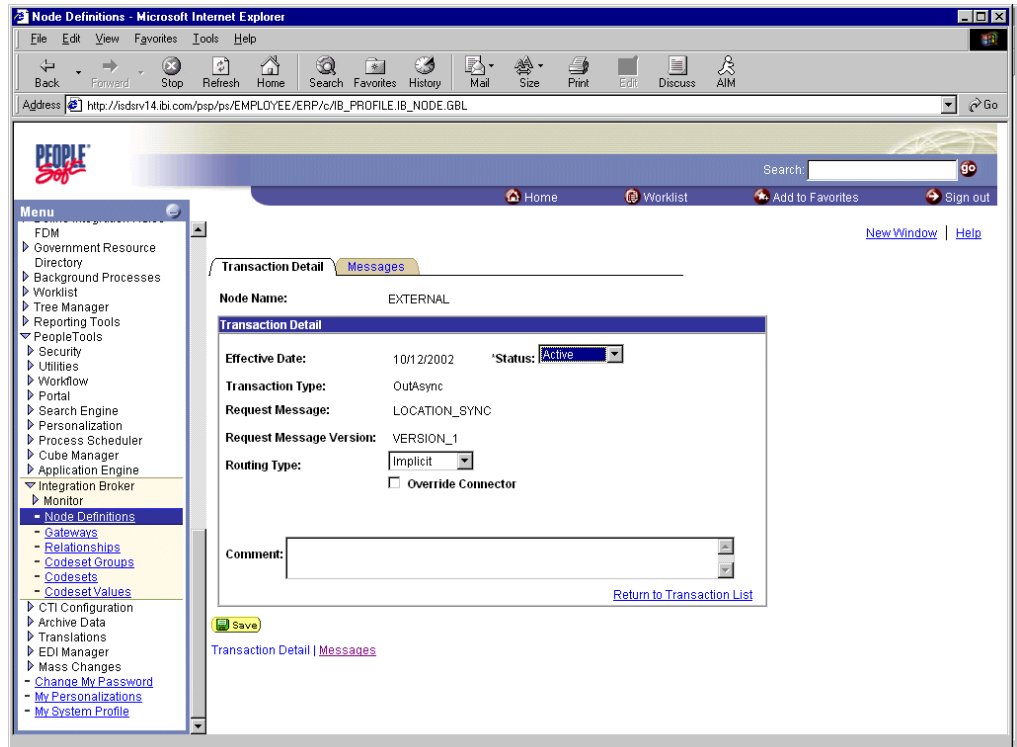 Node Definitions - Microsoft Internet Explorer
File Edit View Favorites Tools Help
Back Forward Stop Refresh Home Search Favorites History Mail Size Print Edit Discuss AIM
Address http://isdsrv14.ibi.com/psp/ps/EMPLOYEE/ERP/c/IB_PROFILE.IB_NODE.GBL Go
PEOPLE
Soft
Search: go
Home Worklist Add to Favorites Sign out
Menu
FDM
Government Resource
Directory
Background Processes
Worklist
Tree Manager
Reporting Tools
PeopleTools
Security
Utilities
Workflow
Portal
Search Engine
Personalization
Process Scheduler
Cube Manager
Application Engine
Integration Broker
Monitor
Node Definitions
Gateways
Relationships
Codeset Groups
Codesets
Codeset Values
CTI Configuration
Archive Data
Translations
EDI Manager
Mass Changes
Change My Password
My Personalizations
My System Profile
New Window | Help
Transaction Detail Messages
Node Name: EXTERNAL
Transaction Detail
Effective Date: 10/12/2002 *Status: Active
Transaction Type: OutAsync
Request Message: LOCATION_SYNC
Request Message Version: VERSION_1
Routing Type: Implicit
Override Connector
Comment:
Return to Transaction List
Save
Transaction Detail | Messages